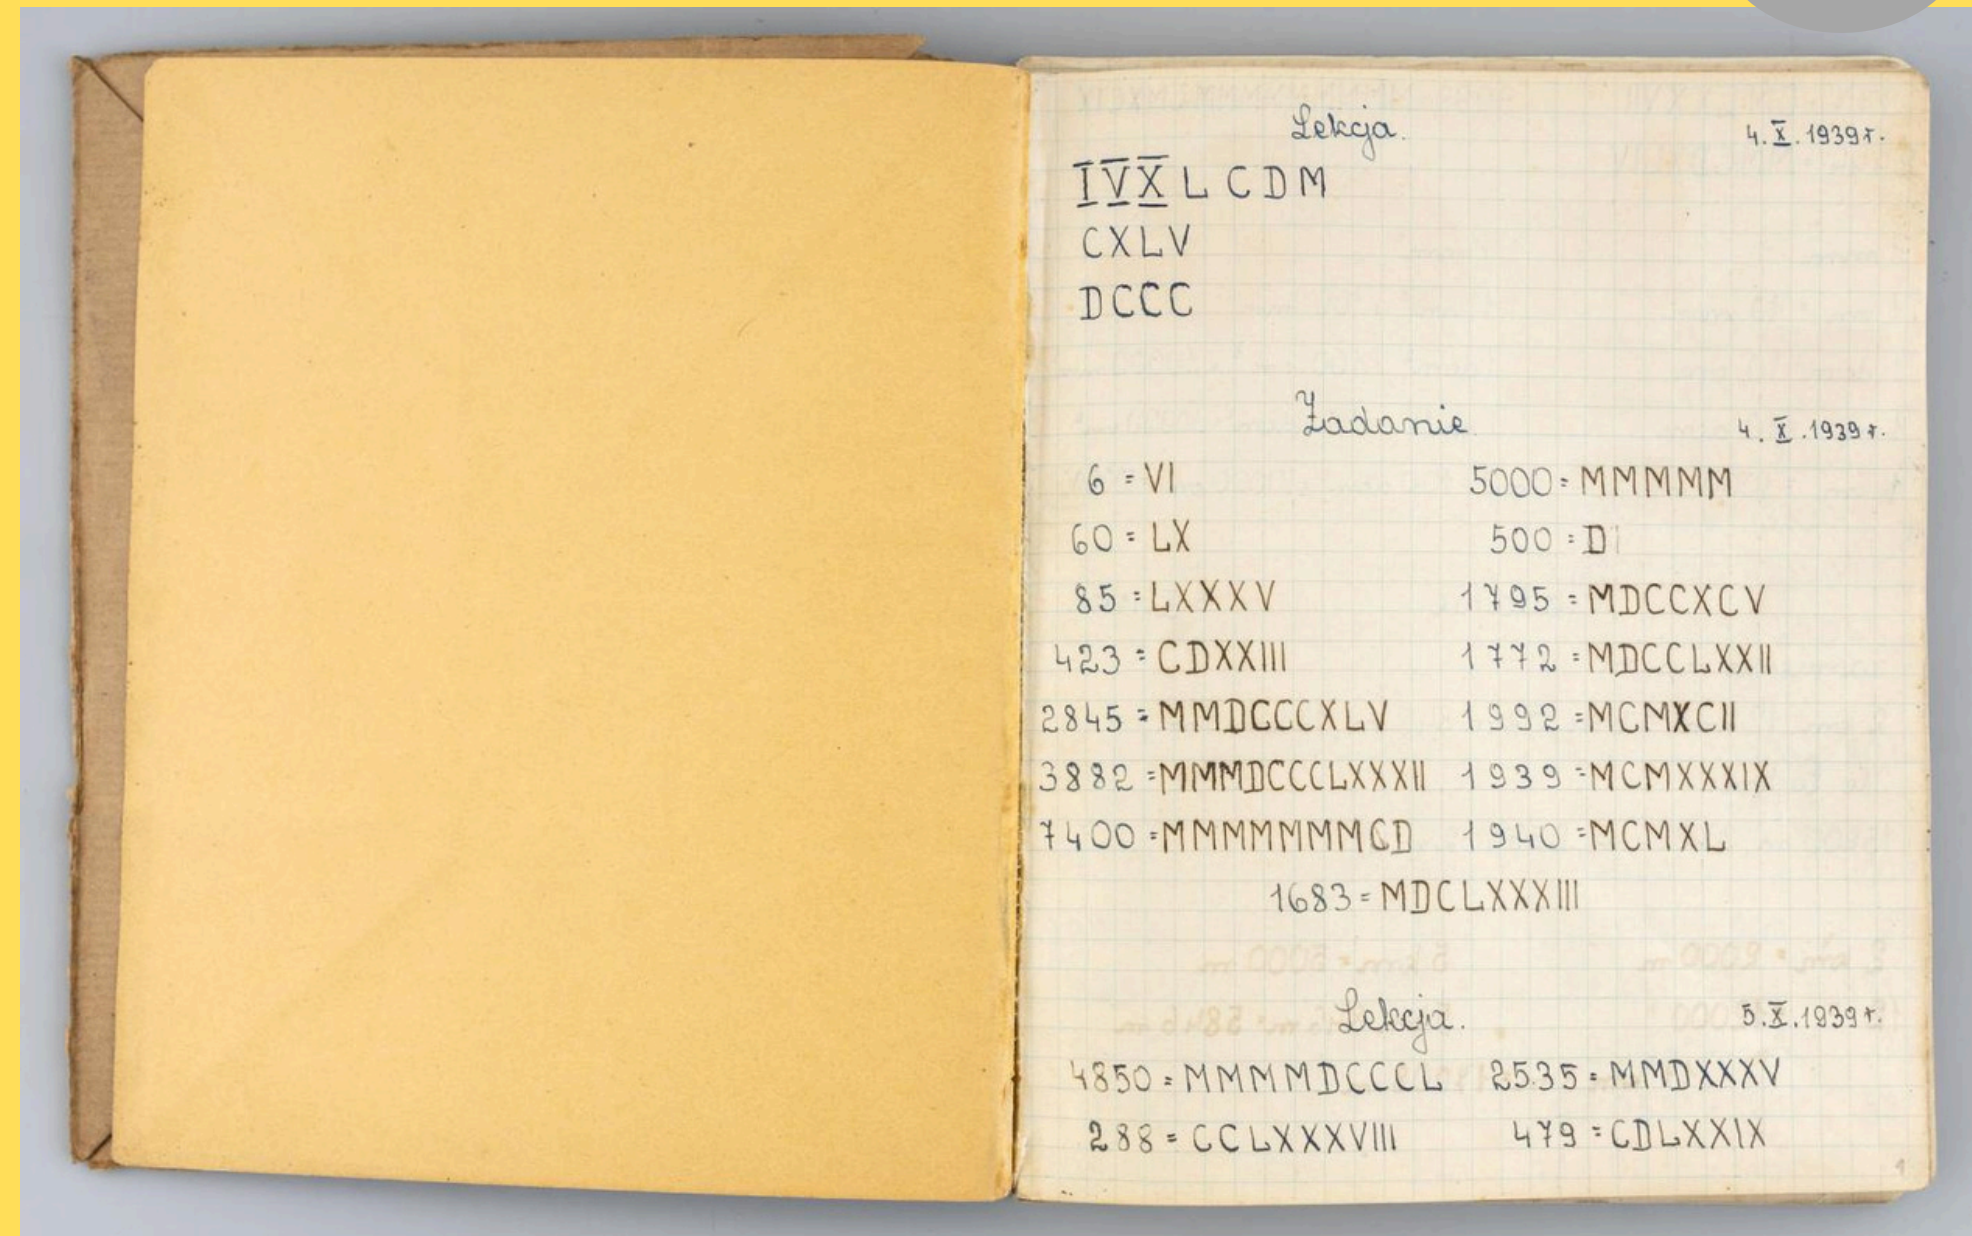 Lekcja. 4.X.1939 r.
I V X L C D M
CXLV
DCCC
Zadanie 4.X.1939 r.
6 = VI 5000 = MMMMM
60 = LX 500 = D
85 = LXXXV 1795 = MDCCXCV
423 = CDXXIII 1772 = MDCCLXXII
2845 = MMDCCCXLV 1992 = MCMXCII
3882 = MMMDCCCLXXXII 1939 = MCMXXXIX
7400 = MMMMMMMCD 1940 = MCMXL
1683 = MDCLXXXIII
Lekcja. 5.X.1939 r.
4850 = MMMMDCCCL 2535 = MMDXXXV
288 = CCLXXXVIII 479 = CDLXXIX
1